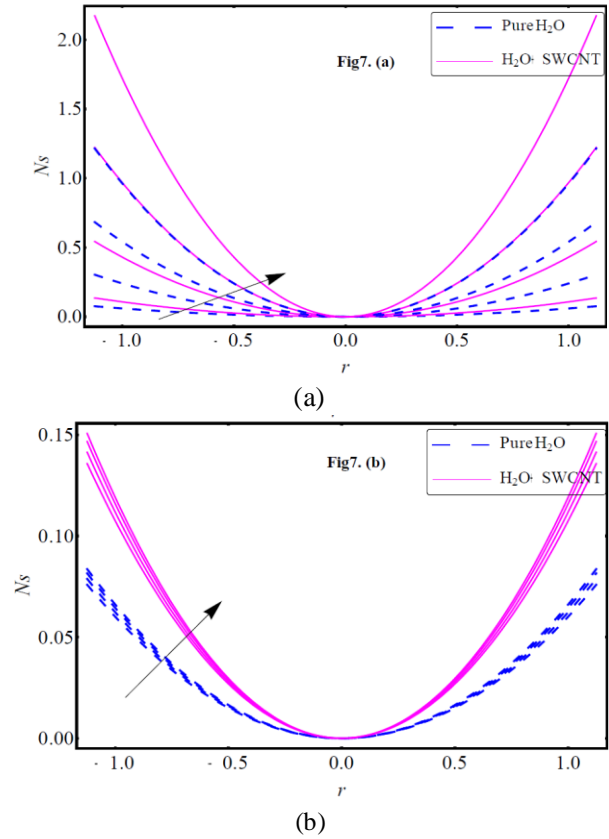 Pure H₂O
H₂O+ SWCNT
Fig7. (a)
2.0
1.5
1.0
0.5
0.0
Ns
- 1.0 - 0.5 0.0 0.5 1.0
r
(a)
Pure H₂O
H₂O+ SWCNT
Fig7. (b)
0.15
0.10
0.05
0.00
Ns
- 1.0 - 0.5 0.0 0.5 1.0
r
(b)